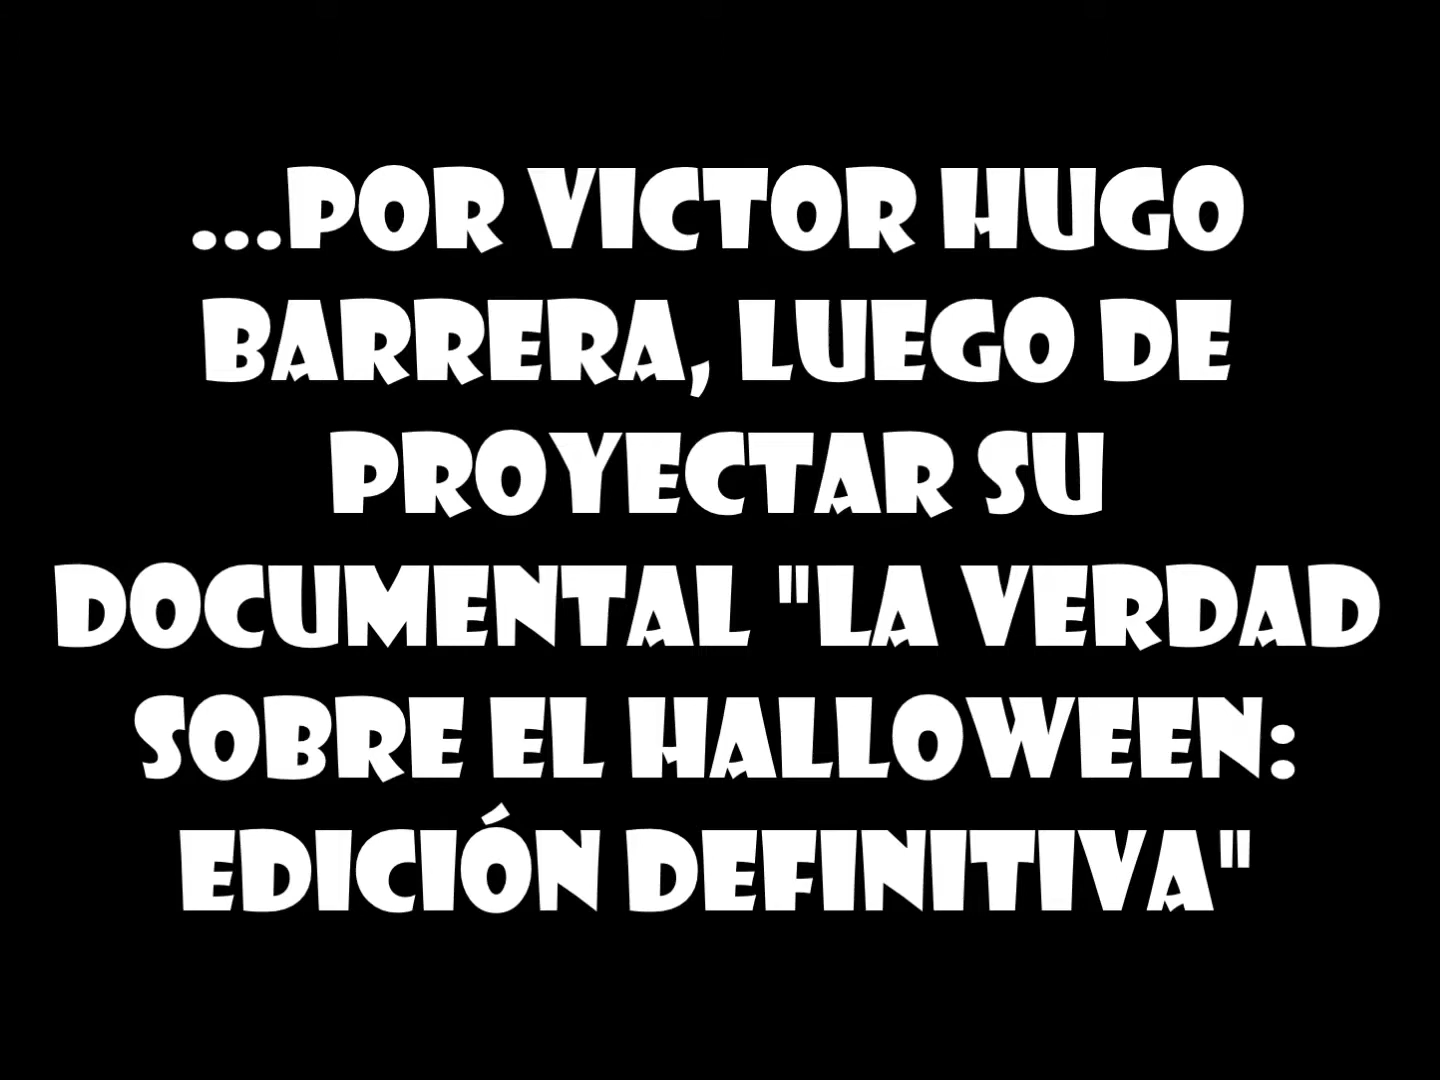 ...POR VICTOR HUGO
BARRERA, LUEGO DE
PROYECTAR SU
DOCUMENTAL "LA VERDAD
SOBRE EL HALLOWEEN:
EDICIÓN DEFINITIVA"